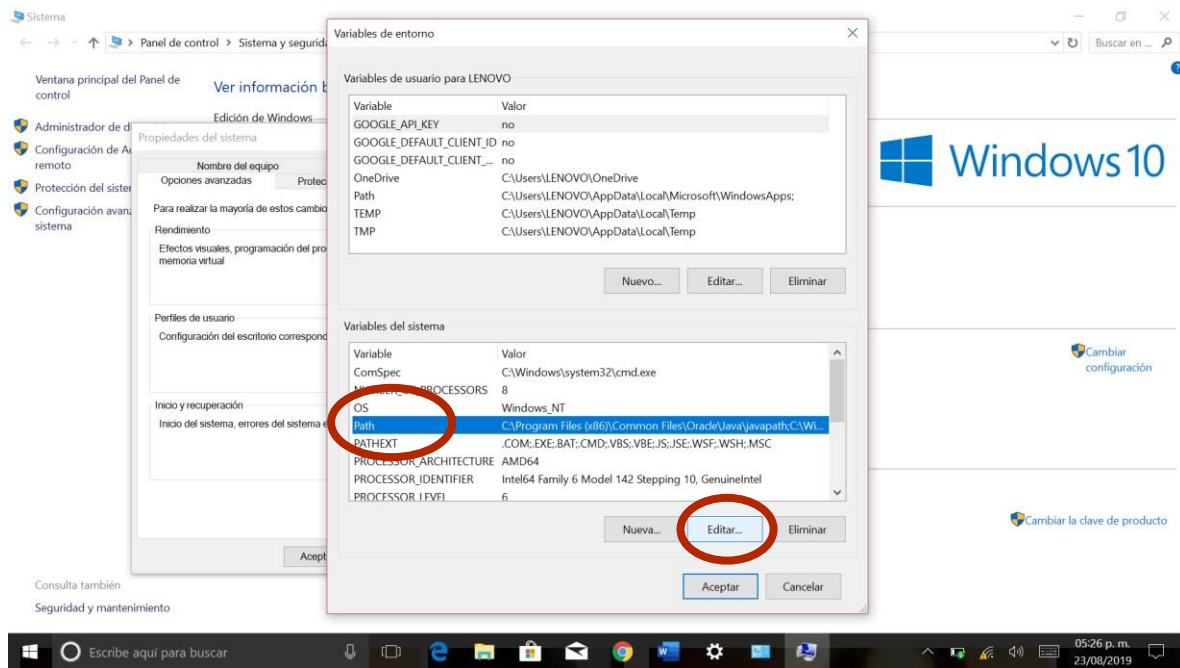 Sistema
Panel de control > Sistema y segurida
Buscar en ...
Ventana principal del Panel de
control
Administrador de d
Configuración de Ac
remoto
Protección del sister
Configuración avanz
sistema
Consulta también
Seguridad y mantenimiento
Ver información b
Edición de Windows
Windows 10
Cambiar
configuración
Cambiar la clave de producto
Propiedades del sistema
Nombre del equipo
Opciones avanzadas Protec
Para realizar la mayoría de estos cambio
Rendimiento
Efectos visuales, programación del pro
memoria virtual
Perfiles de usuario
Configuración del escritorio correspond
Inicio y recuperación
Inicio del sistema, errores del sistema e
Acept
Variables de entorno
Variables de usuario para LENOVO
Variable Valor
GOOGLE_API_KEY no
GOOGLE_DEFAULT_CLIENT_ID no
GOOGLE_DEFAULT_CLIENT_... no
OneDrive C:\Users\LENOVO\OneDrive
Path C:\Users\LENOVO\AppData\Local\Microsoft\WindowsApps;
TEMP C:\Users\LENOVO\AppData\Local\Temp
TMP C:\Users\LENOVO\AppData\Local\Temp
Nuevo... Editar... Eliminar
Variables del sistema
Variable Valor
ComSpec C:\Windows\system32\cmd.exe
PROCESSORS 8
OS Windows_NT
Path C:\Program Files (x86)\Common Files\Oracle\Java\javapath;C:\Wi...
PATHEXT .COM;.EXE;.BAT;.CMD;.VBS;.VBE;.JS;.JSE;.WSF;.WSH;.MSC
PROCESSOR_ARCHITECTURE AMD64
PROCESSOR_IDENTIFIER Intel64 Family 6 Model 142 Stepping 10, GenuineIntel
PROCESSOR_LEVEL 6
Nueva... Editar... Eliminar
Aceptar Cancelar
Escribe aquí para buscar
05:26 p. m.
23/08/2019